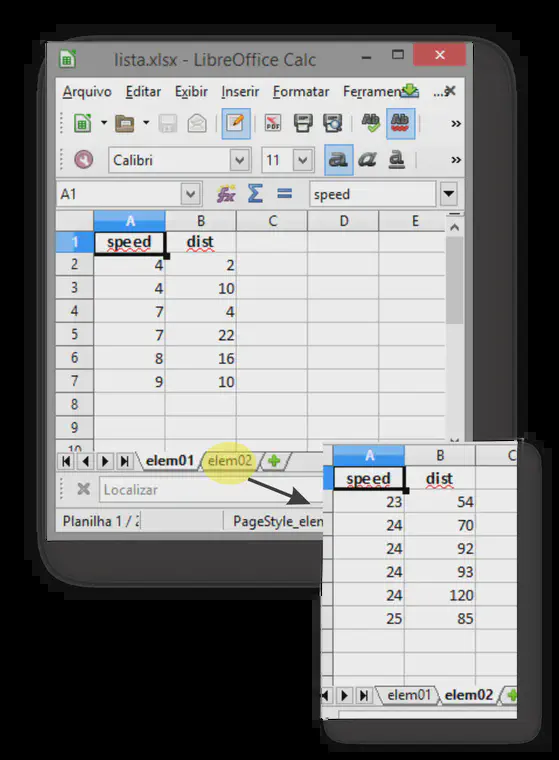 lista.xlsx - LibreOffice Calc
Arquivo Editar Exibir Inserir Formatar Ferramen ...
PDF
»
Calibri 11 a a a »
A1 fx Σ = speed
A B C D E
1 speed dist
2 4 2
3 4 10
4 7 4
5 7 22
6 8 16
7 9 10
8
9
10
elem01 elem02
Localizar
Planilha 1 / 2 PageStyle_elem
A B C
speed dist
23 54
24 70
24 92
24 93
24 120
25 85
elem01 elem02